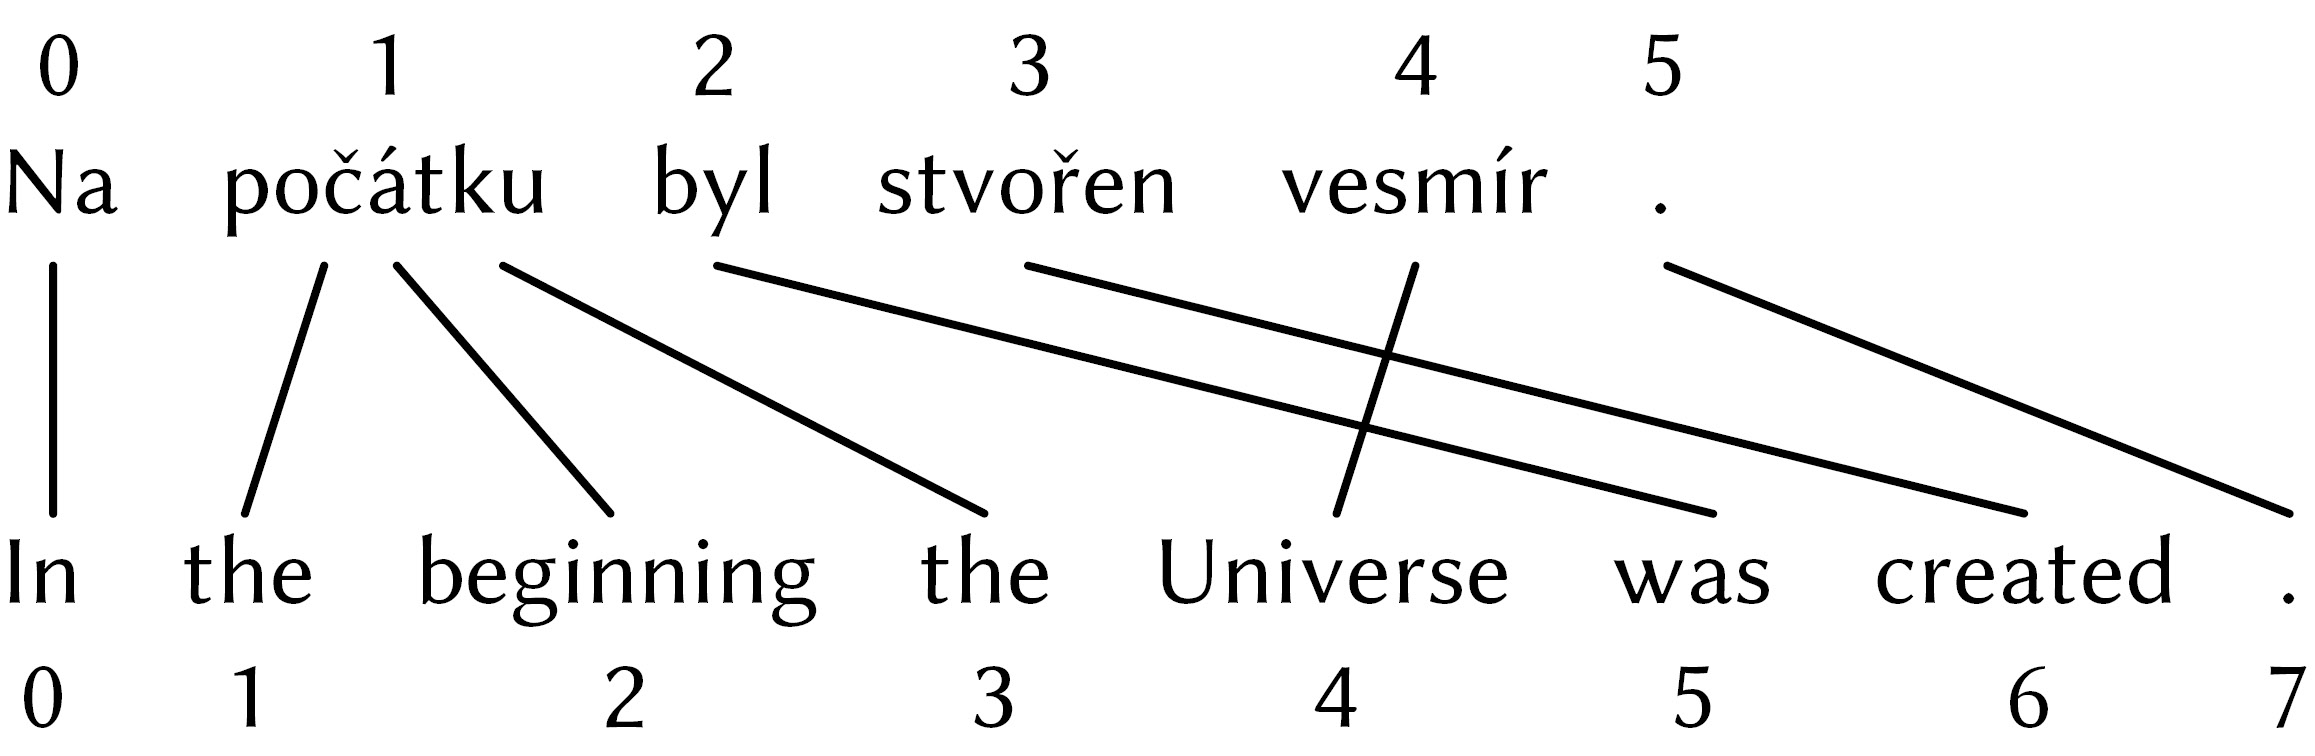 0 1 2 3 4 5
Na počátku byl stvořen vesmír .
In the beginning the Universe was created .
0 1 2 3 4 5 6 7